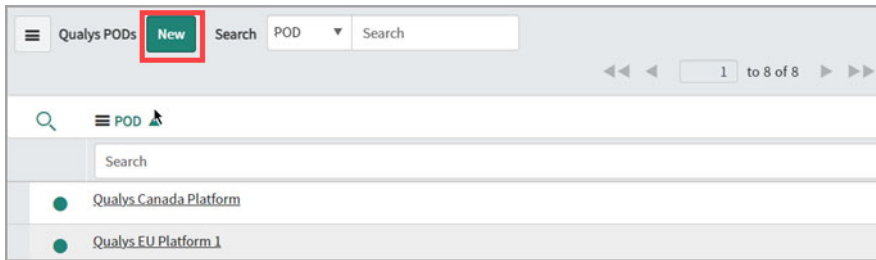 Qualys PODs New Search POD Search
1 to 8 of 8
POD
Search
Qualys Canada Platform
Qualys EU Platform 1